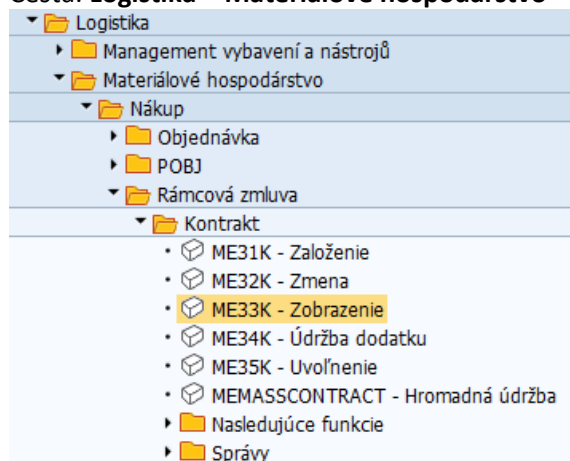 Cesta: Logistika – Materiálové hospodárstvo
Logistika
Management vybavení a nástrojů
Materiálové hospodárstvo
Nákup
Objednávka
POBJ
Rámcová zmluva
Kontrakt
ME31K - Založenie
ME32K - Zmena
ME33K - Zobrazenie
ME34K - Údržba dodatku
ME35K - Uvoľnenie
MEMASSCONTRACT - Hromadná údržba
Nasledujúce funkcie
Správy